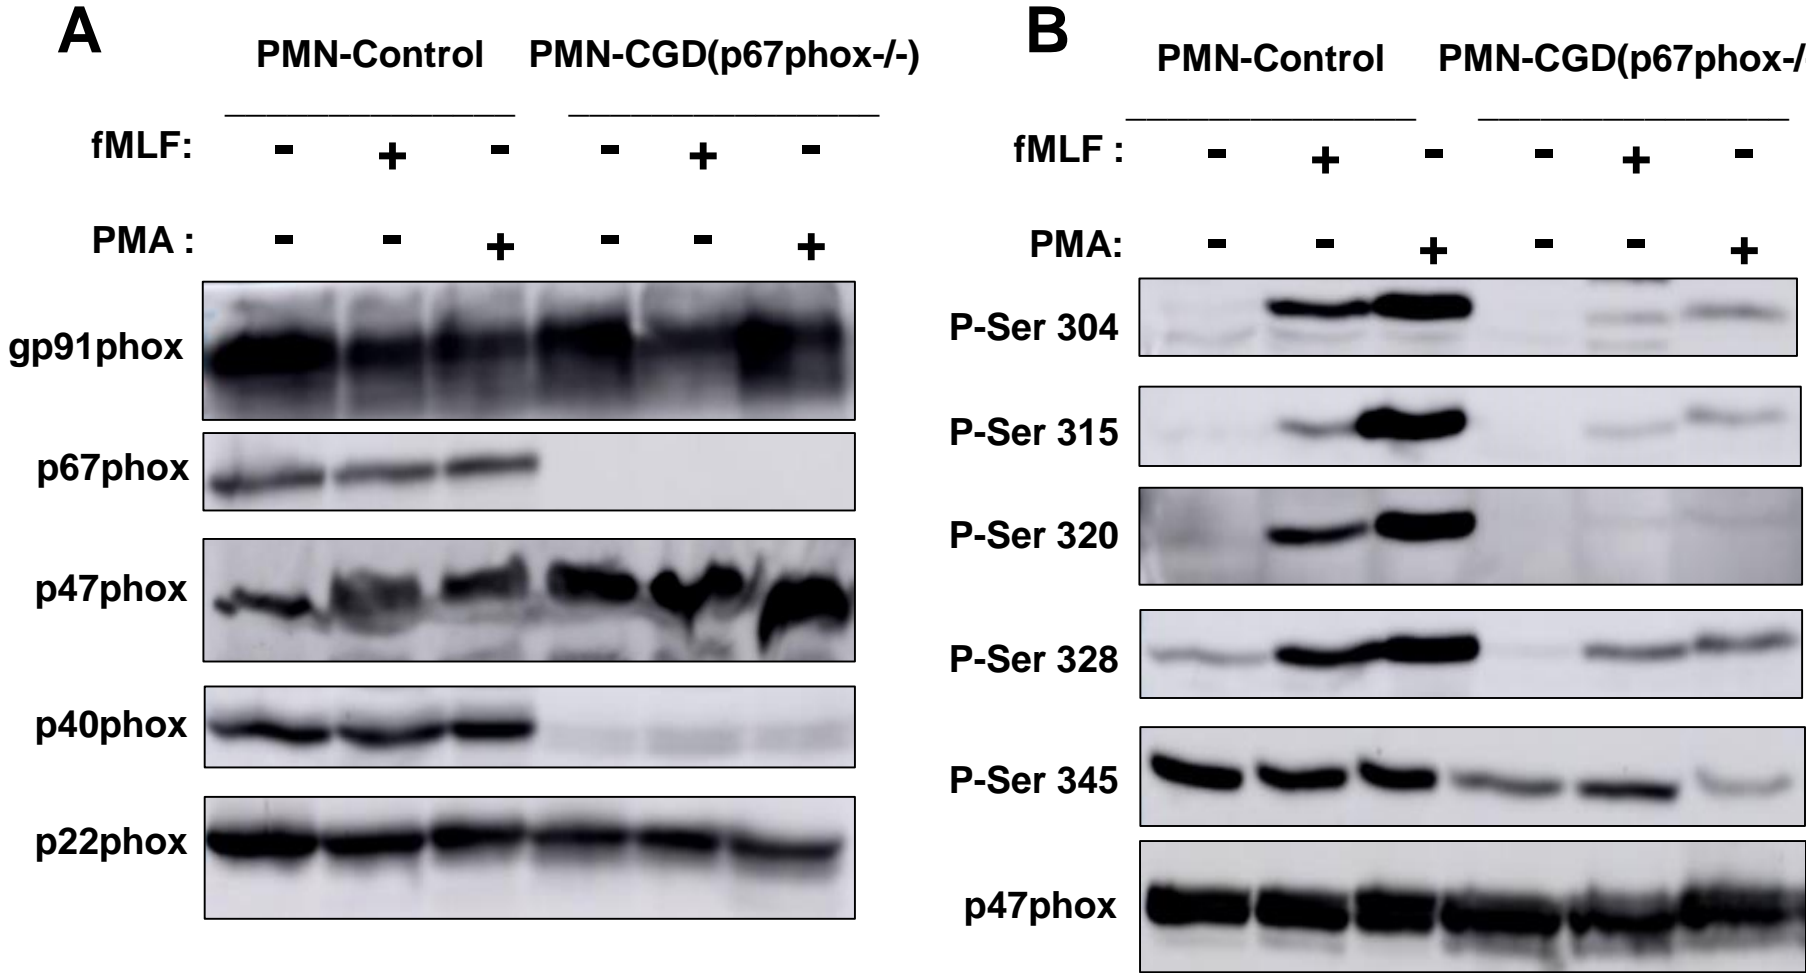 A
PMN-Control PMN-CGD(p67phox-/-)
fMLF: - + - - + -
PMA : - - + - - +
gp91phox
p67phox
p47phox
p40phox
p22phox
B
PMN-Control PMN-CGD(p67phox-/
fMLF : - + - - + -
PMA: - - + - - +
P-Ser 304
P-Ser 315
P-Ser 320
P-Ser 328
P-Ser 345
p47phox